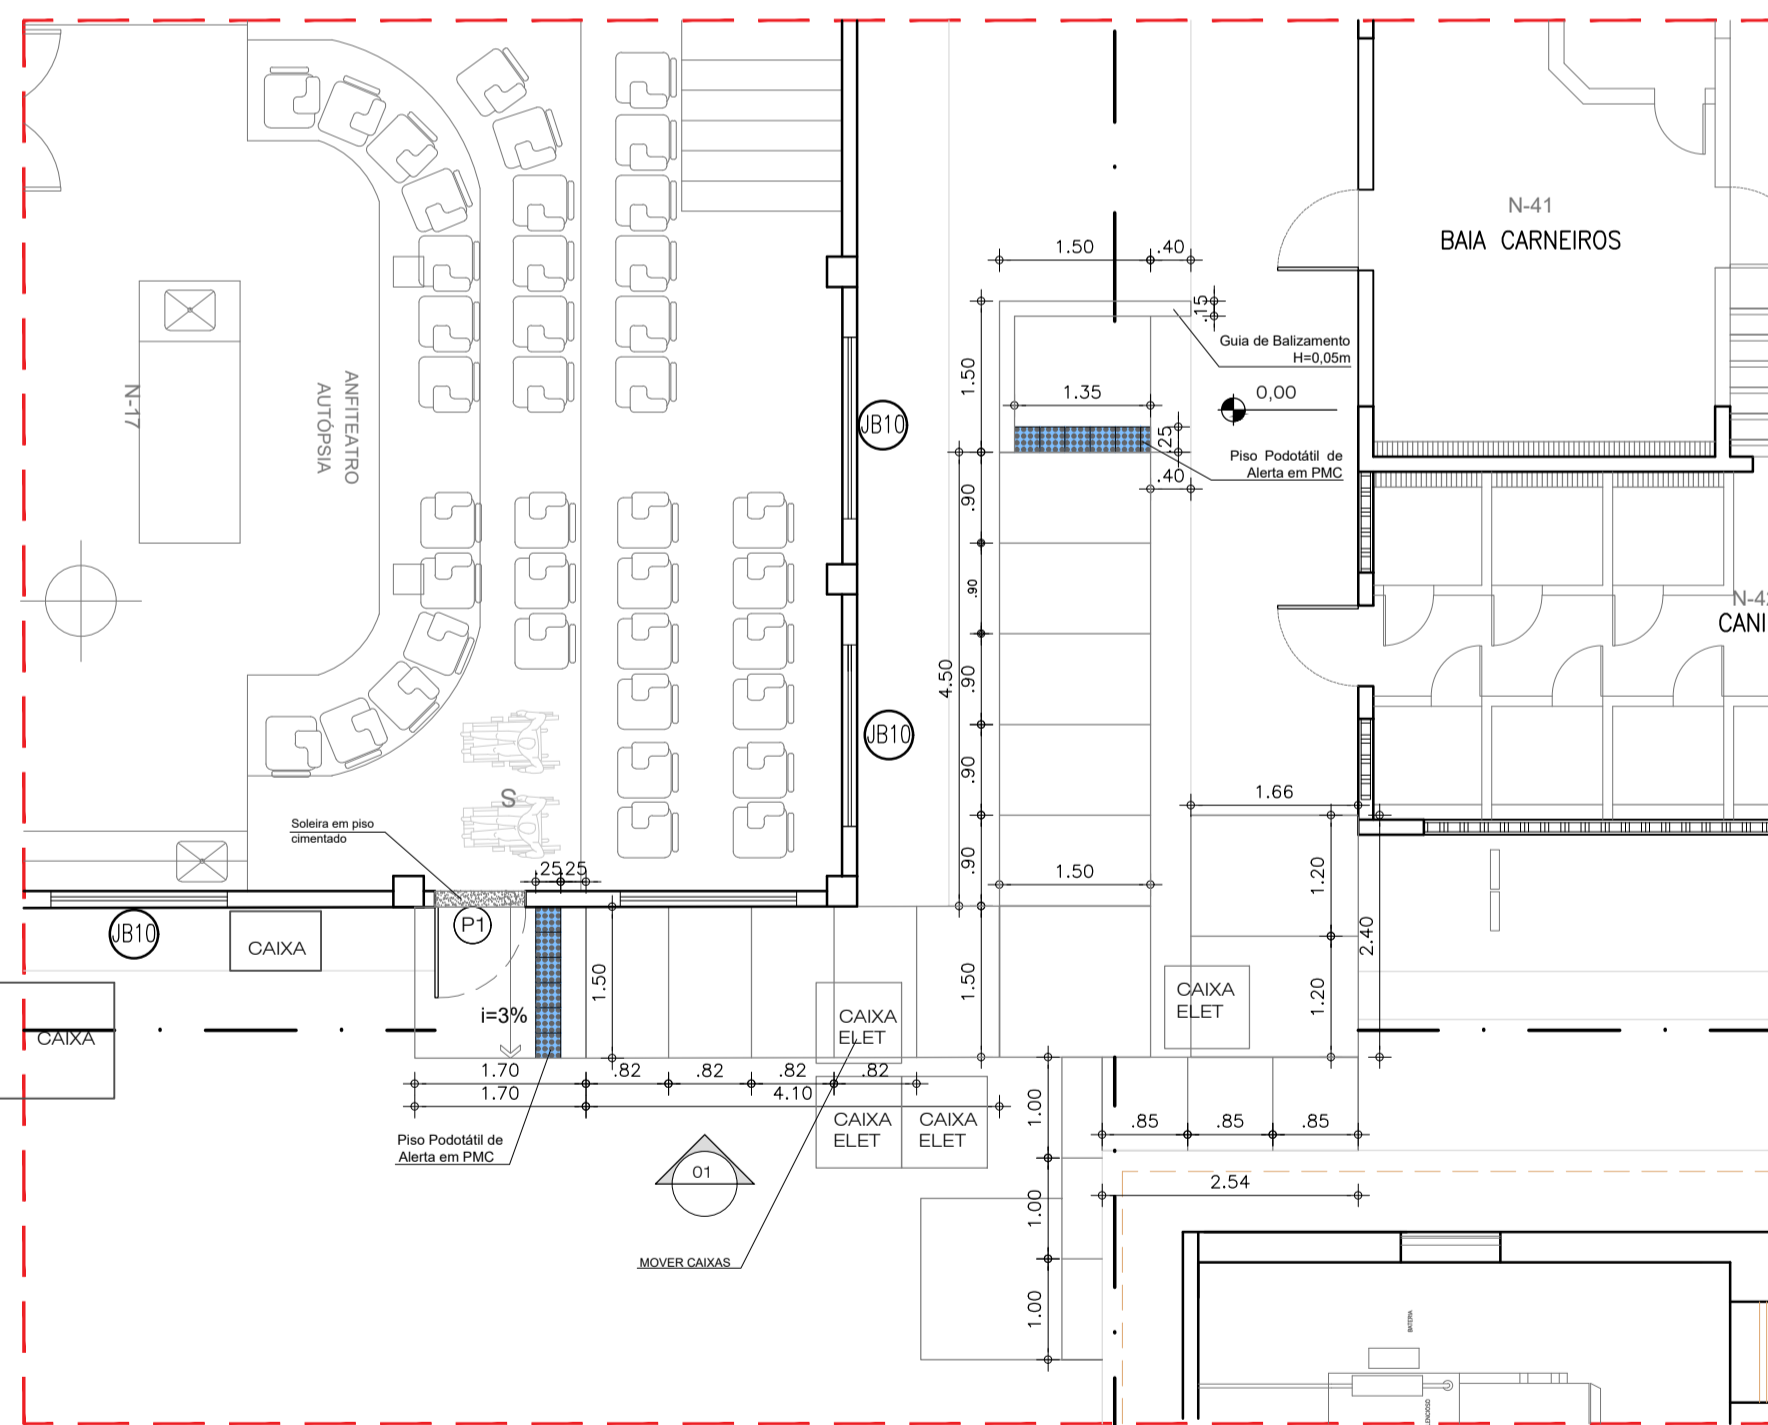 N-41
BAIA CARNEIROS
1.50
.40
.15
Guia de Balizamento
H=0,05m
1.50
1.35
0,00
.25
Piso Podotátil de
Alerta em PMC
.40
N-17
ANFITEATRO
AUTÓPSIA
JB10
.90
.90
4.50
.90
.90
.90
JB10
CANI
1.66
S
Soleira em piso
cimentado
.25
.25
1.50
1.20
2.40
1.20
JB10
CAIXA
P1
1.50
1.50
i=3%
CAIXA
CAIXA
ELET
CAIXA
ELET
1.70
.82
.82
.82
.82
1.70
4.10
CAIXA
ELET
CAIXA
ELET
1.00
.85
.85
.85
Piso Podotátil de
Alerta em PMC
01
2.54
1.00
MOVER CAIXAS
1.00
BATERIA